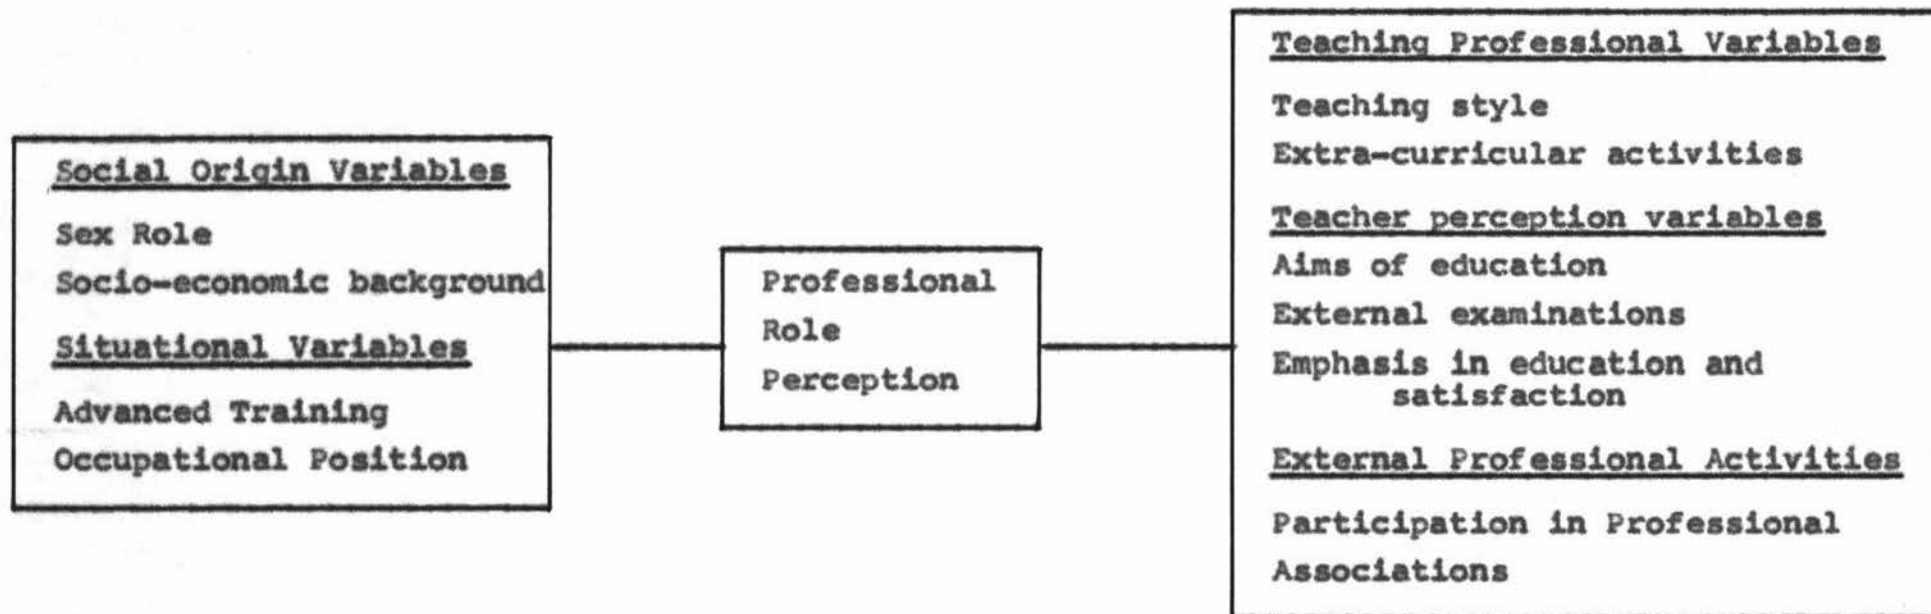 Social Origin Variables
Sex Role
Socio-economic background
Situational Variables
Advanced Training
Occupational Position
Professional
Role
Perception
Teaching Professional Variables
Teaching style
Extra-curricular activities
Teacher perception variables
Aims of education
External examinations
Emphasis in education and
satisfaction
External Professional Activities
Participation in Professional
Associations